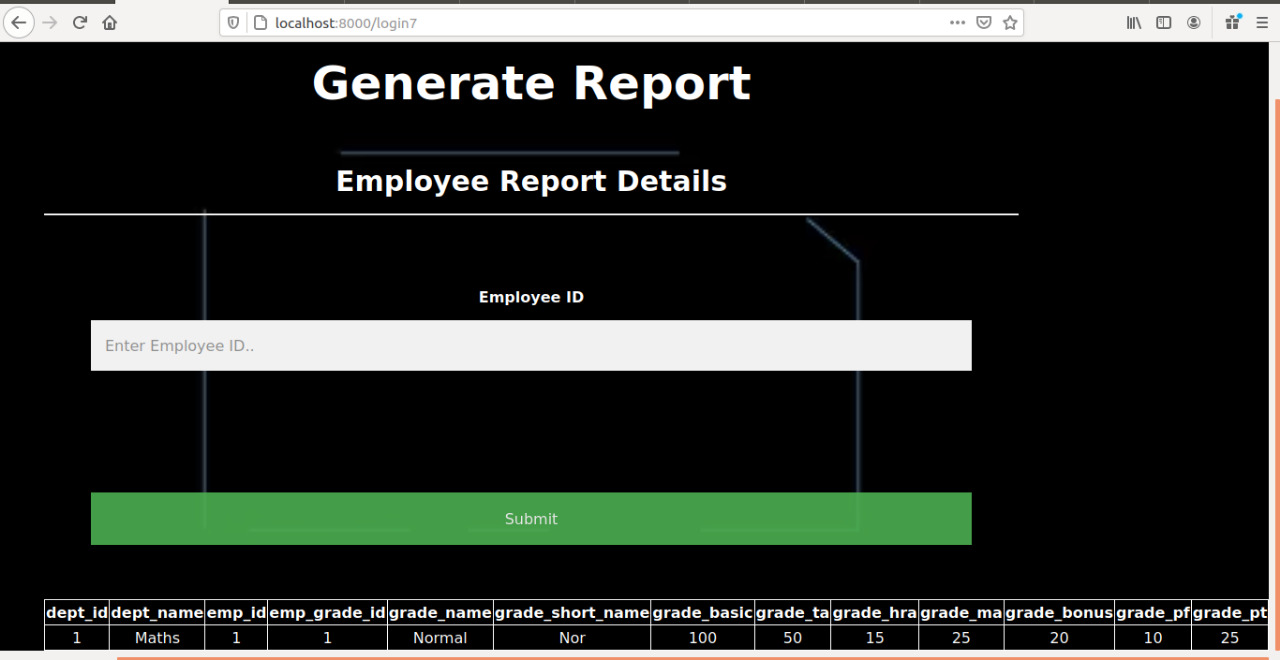 localhost:8000/login7
Generate Report
Employee Report Details
Employee ID
Enter Employee ID..
Submit
dept_id dept_name emp_id emp_grade_id grade_name grade_short_name grade_basic grade_ta grade_hra grade_ma grade_bonus grade_pf grade_pt
1 Maths 1 1 Normal Nor 100 50 15 25 20 10 25